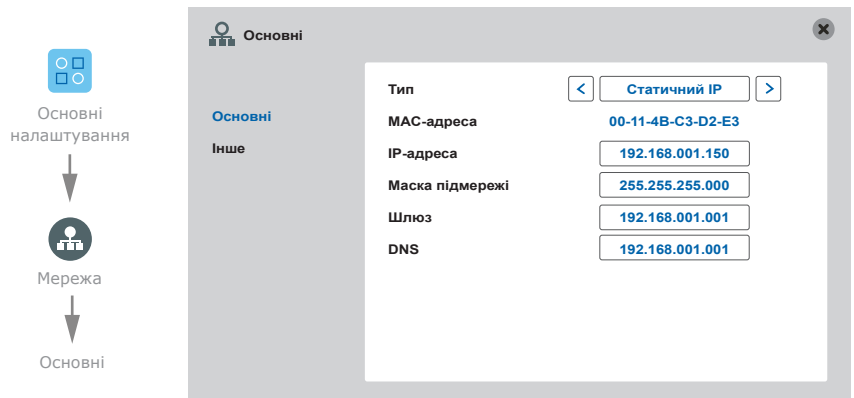 Основні
налаштування
Мережа
Основні
Основні
Основні
Інше
Тип < Статичний IP >
MAC-адреса 00-11-4B-C3-D2-E3
IP-адреса 192.168.001.150
Маска підмережі 255.255.255.000
Шлюз 192.168.001.001
DNS 192.168.001.001